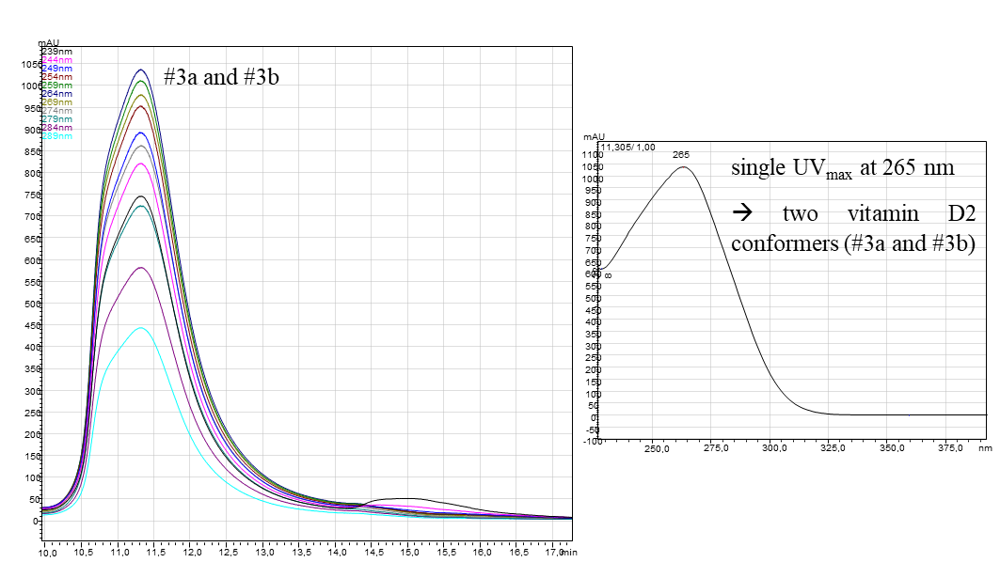 mAU
239nm
244nm
249nm
254nm
259nm
264nm
269nm
274nm
279nm
284nm
289nm
#3a and #3b
1050
1000
950
900
850
800
750
700
650
600
550
500
450
400
350
300
250
200
150
100
50
0
10,0 10,5 11,0 11,5 12,0 12,5 13,0 13,5 14,0 14,5 15,0 15,5 16,0 16,5 17,0 min
mAU
11,305/ 1,00
265
single UVmax at 265 nm
→ two vitamin D2
conformers (#3a and #3b)
1100
1050
1000
950
900
850
800
750
700
650
600
550
500
450
400
350
300
250
200
150
100
50
0
-50
-100
8
250,0 275,0 300,0 325,0 350,0 375,0 nm